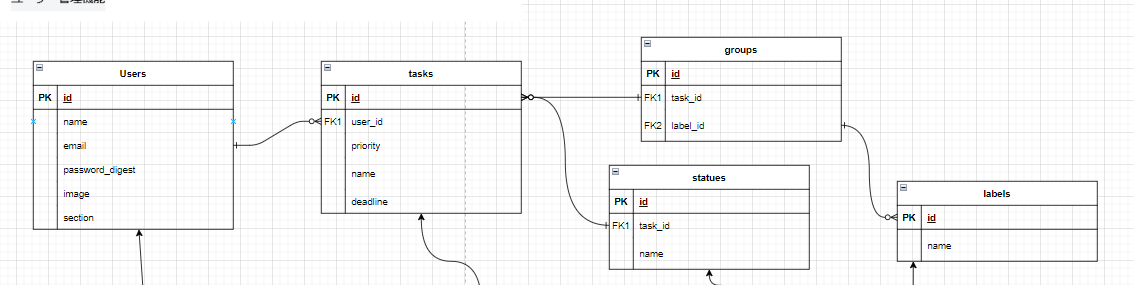 Users
PK id
name
email
password_digest
image
section
tasks
PK id
FK1 user_id
priority
name
deadline
groups
PK id
FK1 task_id
FK2 label_id
statues
PK id
FK1 task_id
name
labels
PK id
name